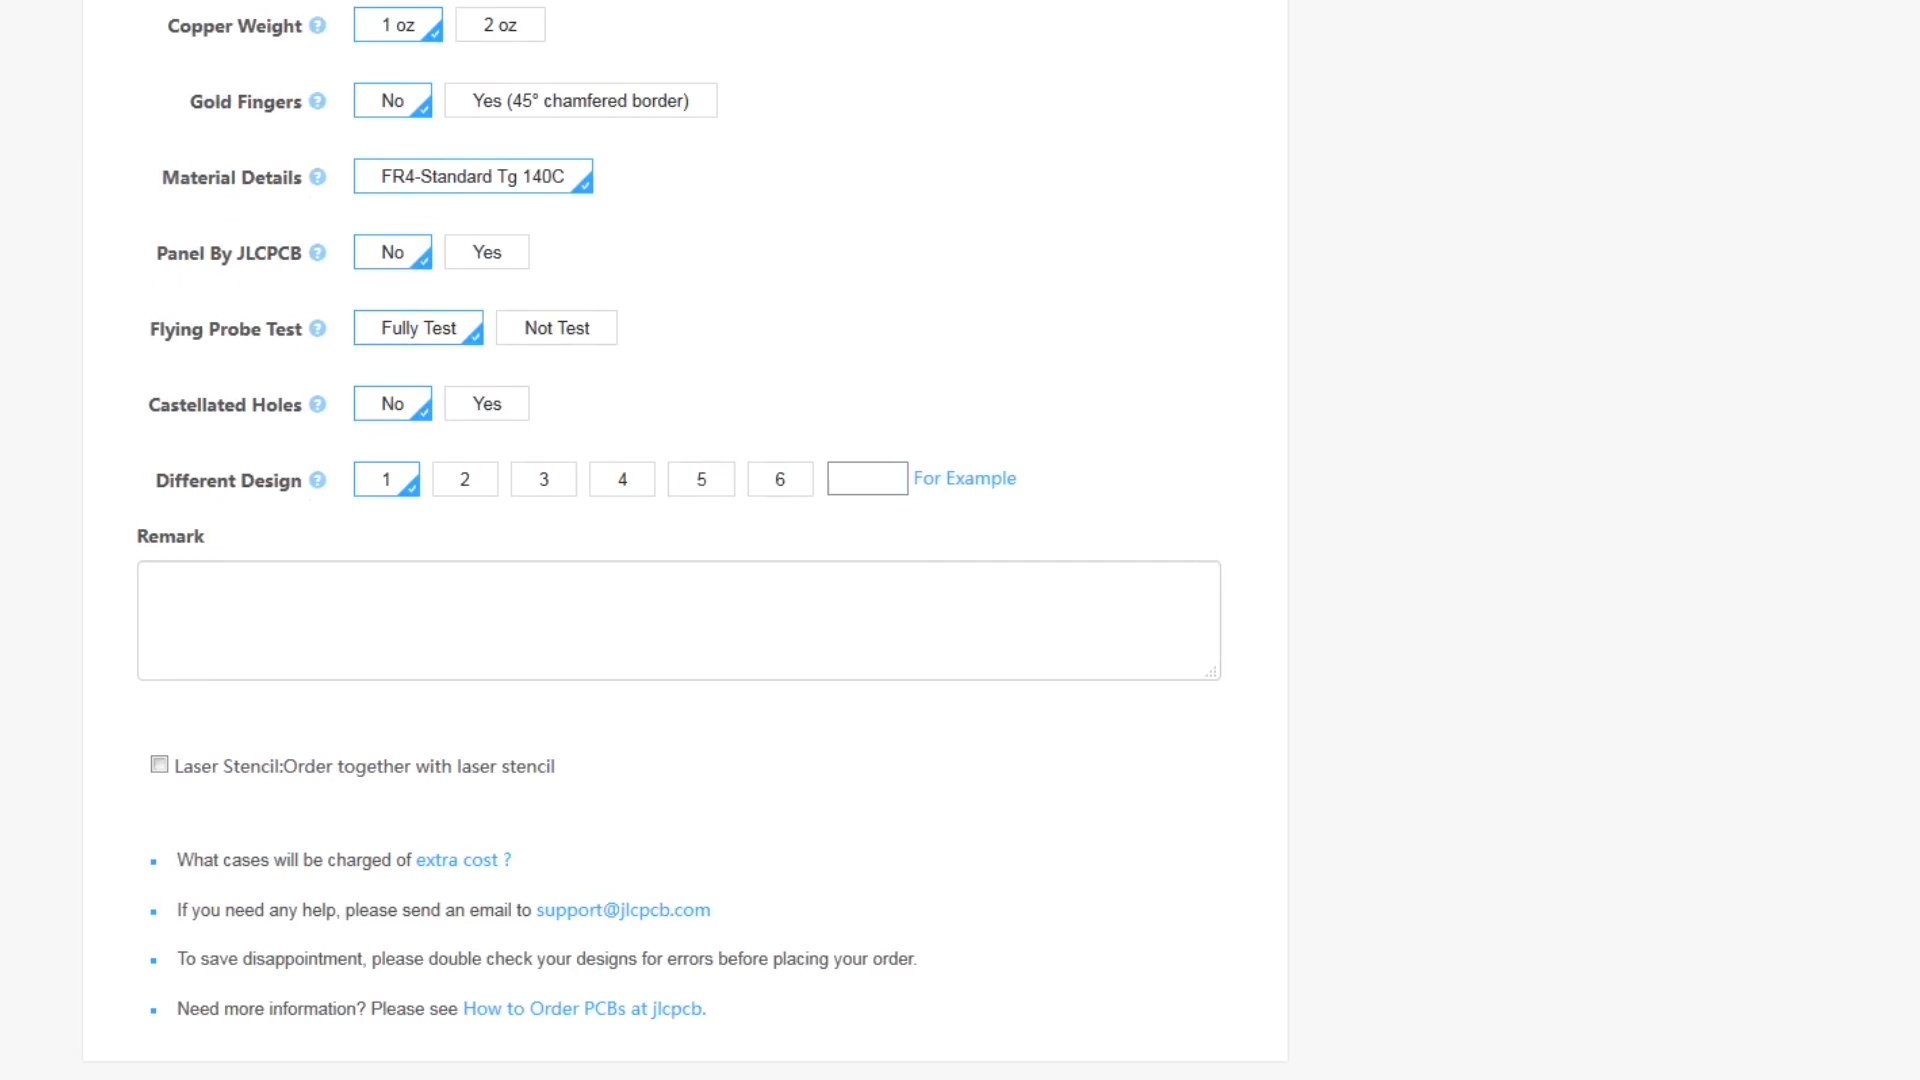 Copper Weight ? 1 oz 2 oz
Gold Fingers ? No Yes (45° chamfered border)
Material Details ? FR4-Standard Tg 140C
Panel By JLCPCB ? No Yes
Flying Probe Test ? Fully Test Not Test
Castellated Holes ? No Yes
Different Design ? 1 2 3 4 5 6 For Example
Remark
Laser Stencil:Order together with laser stencil
What cases will be charged of extra cost ?
If you need any help, please send an email to support@jlcpcb.com
To save disappointment, please double check your designs for errors before placing your order.
Need more information? Please see How to Order PCBs at jlcpcb.